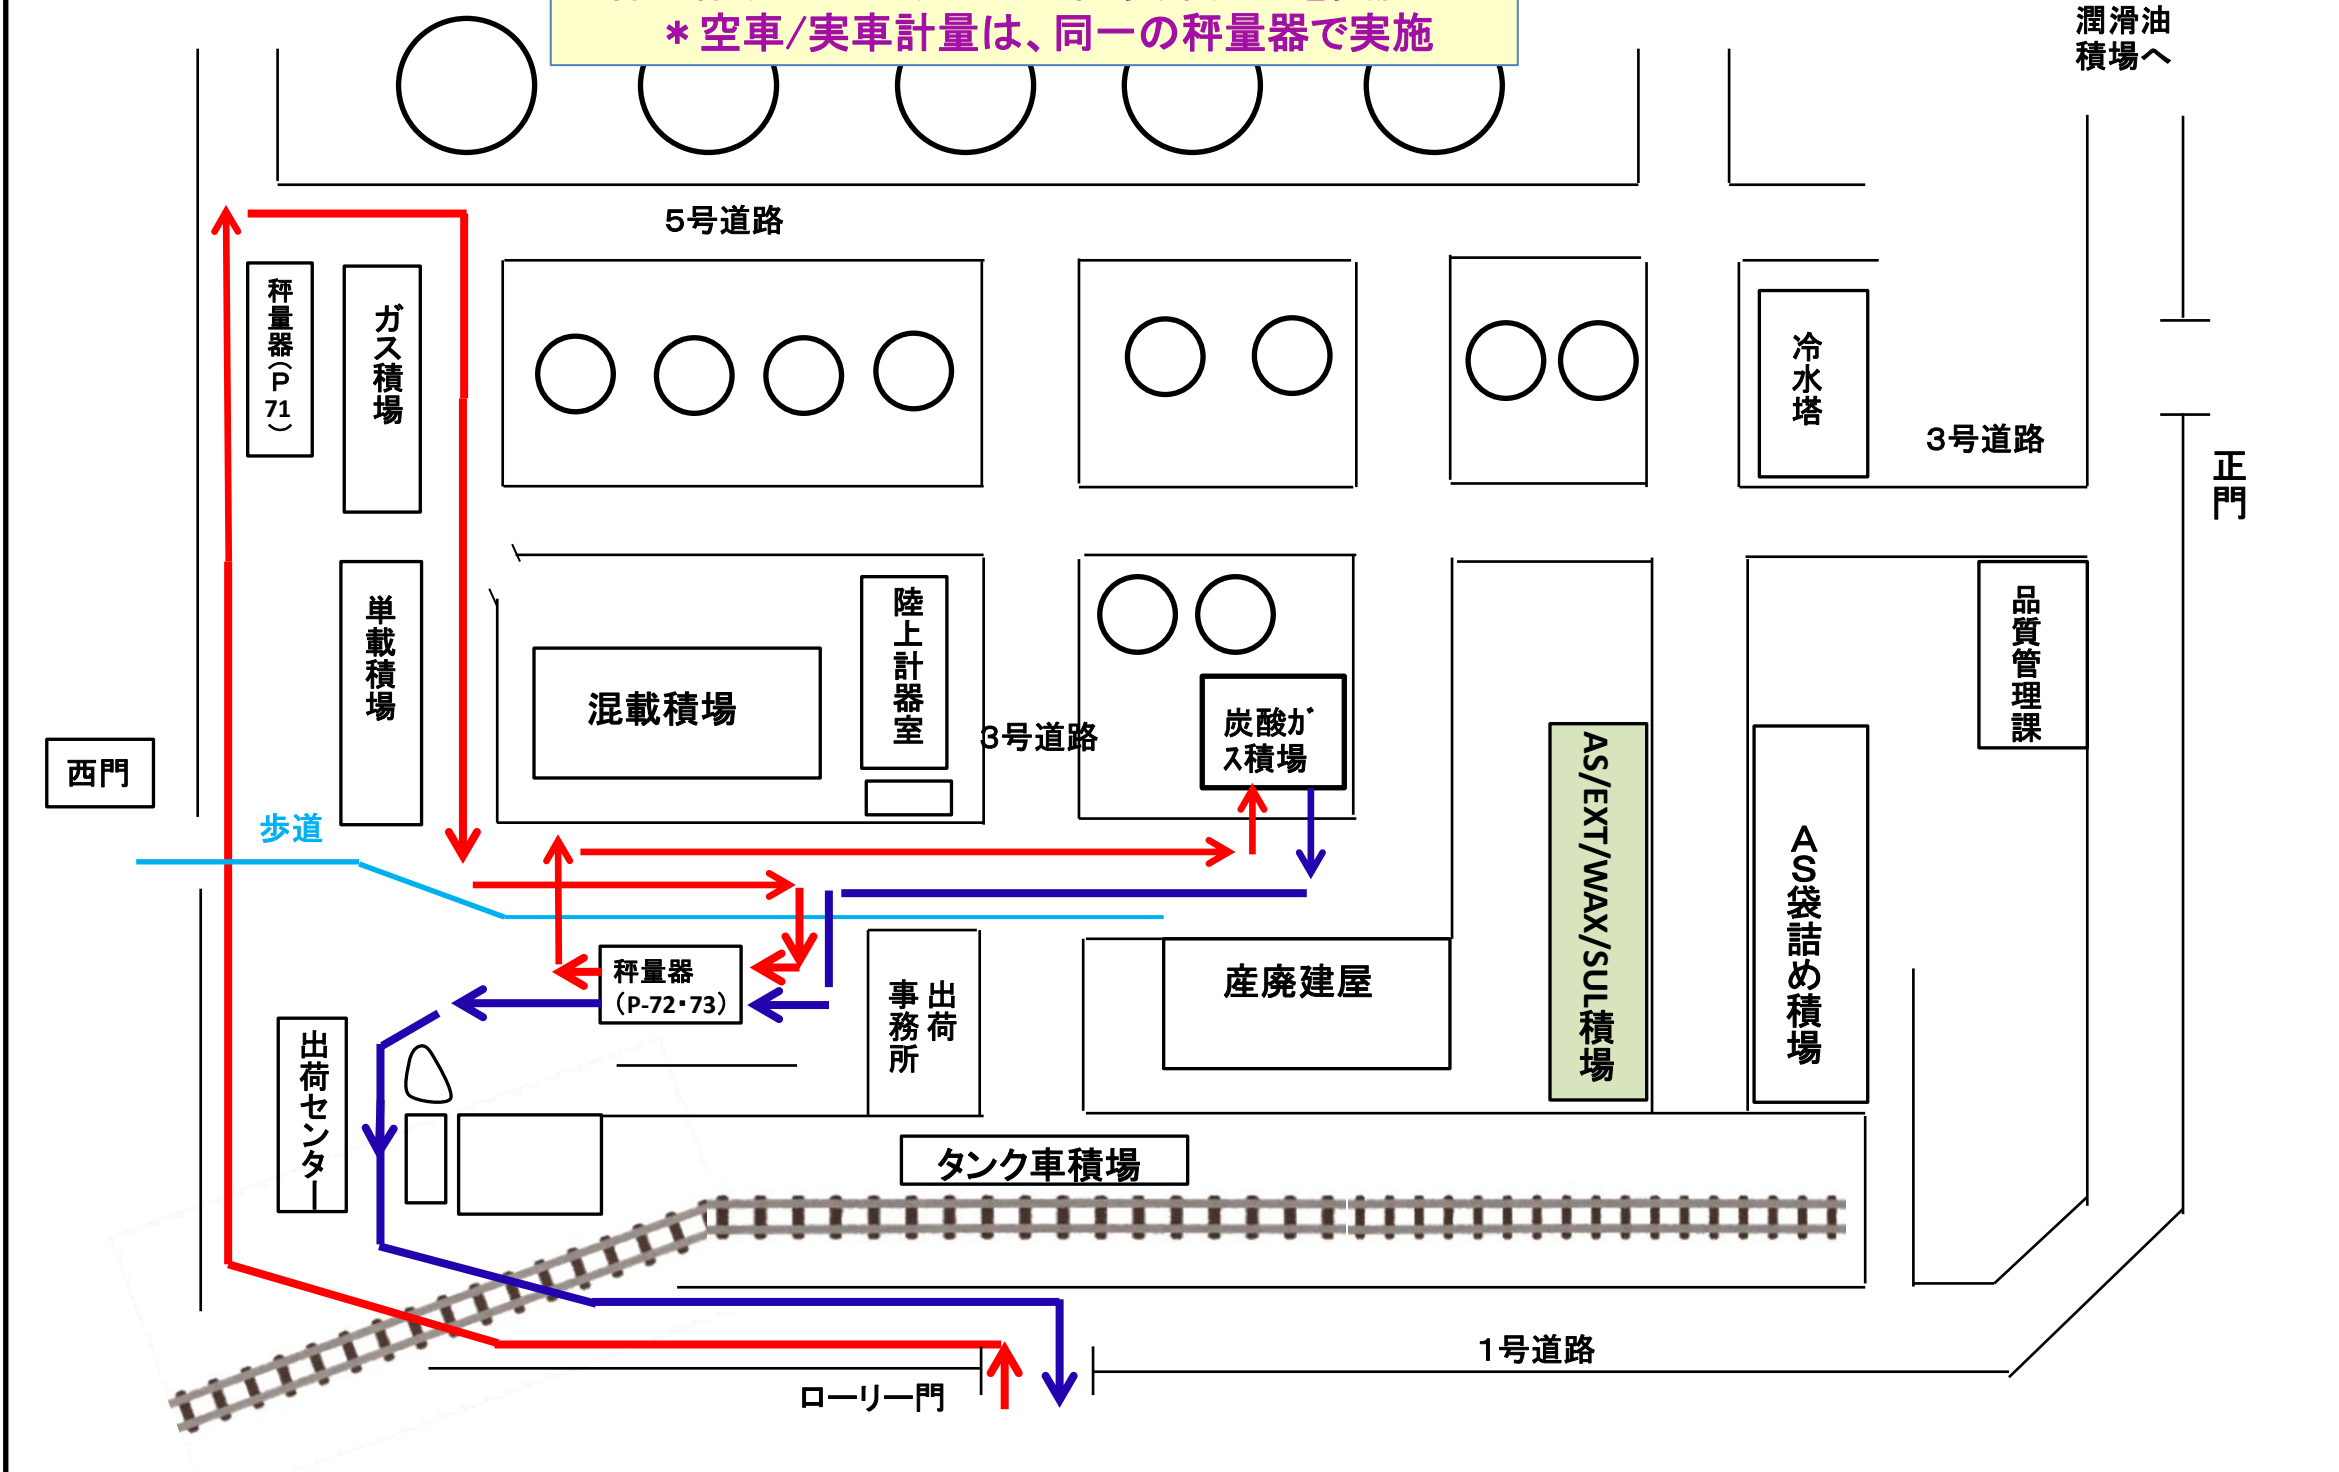 ＊空車/実車計量は、同一の秤量器で実施
潤滑油
積場へ
５号道路
秤量器（Ｐ71）
ガス積場
冷水塔
３号道路
正門
単載積場
混載積場
陸上計器室
３号道路
炭酸ｶﾞ
ｽ積場
品質管理課
西門
歩道
AS/EXT/WAX/SUL積場
ＡＳ袋詰め積場
秤量器
（P-72・73）
出荷
事務所
産廃建屋
出荷センター
タンク車積場
１号道路
ローリー門